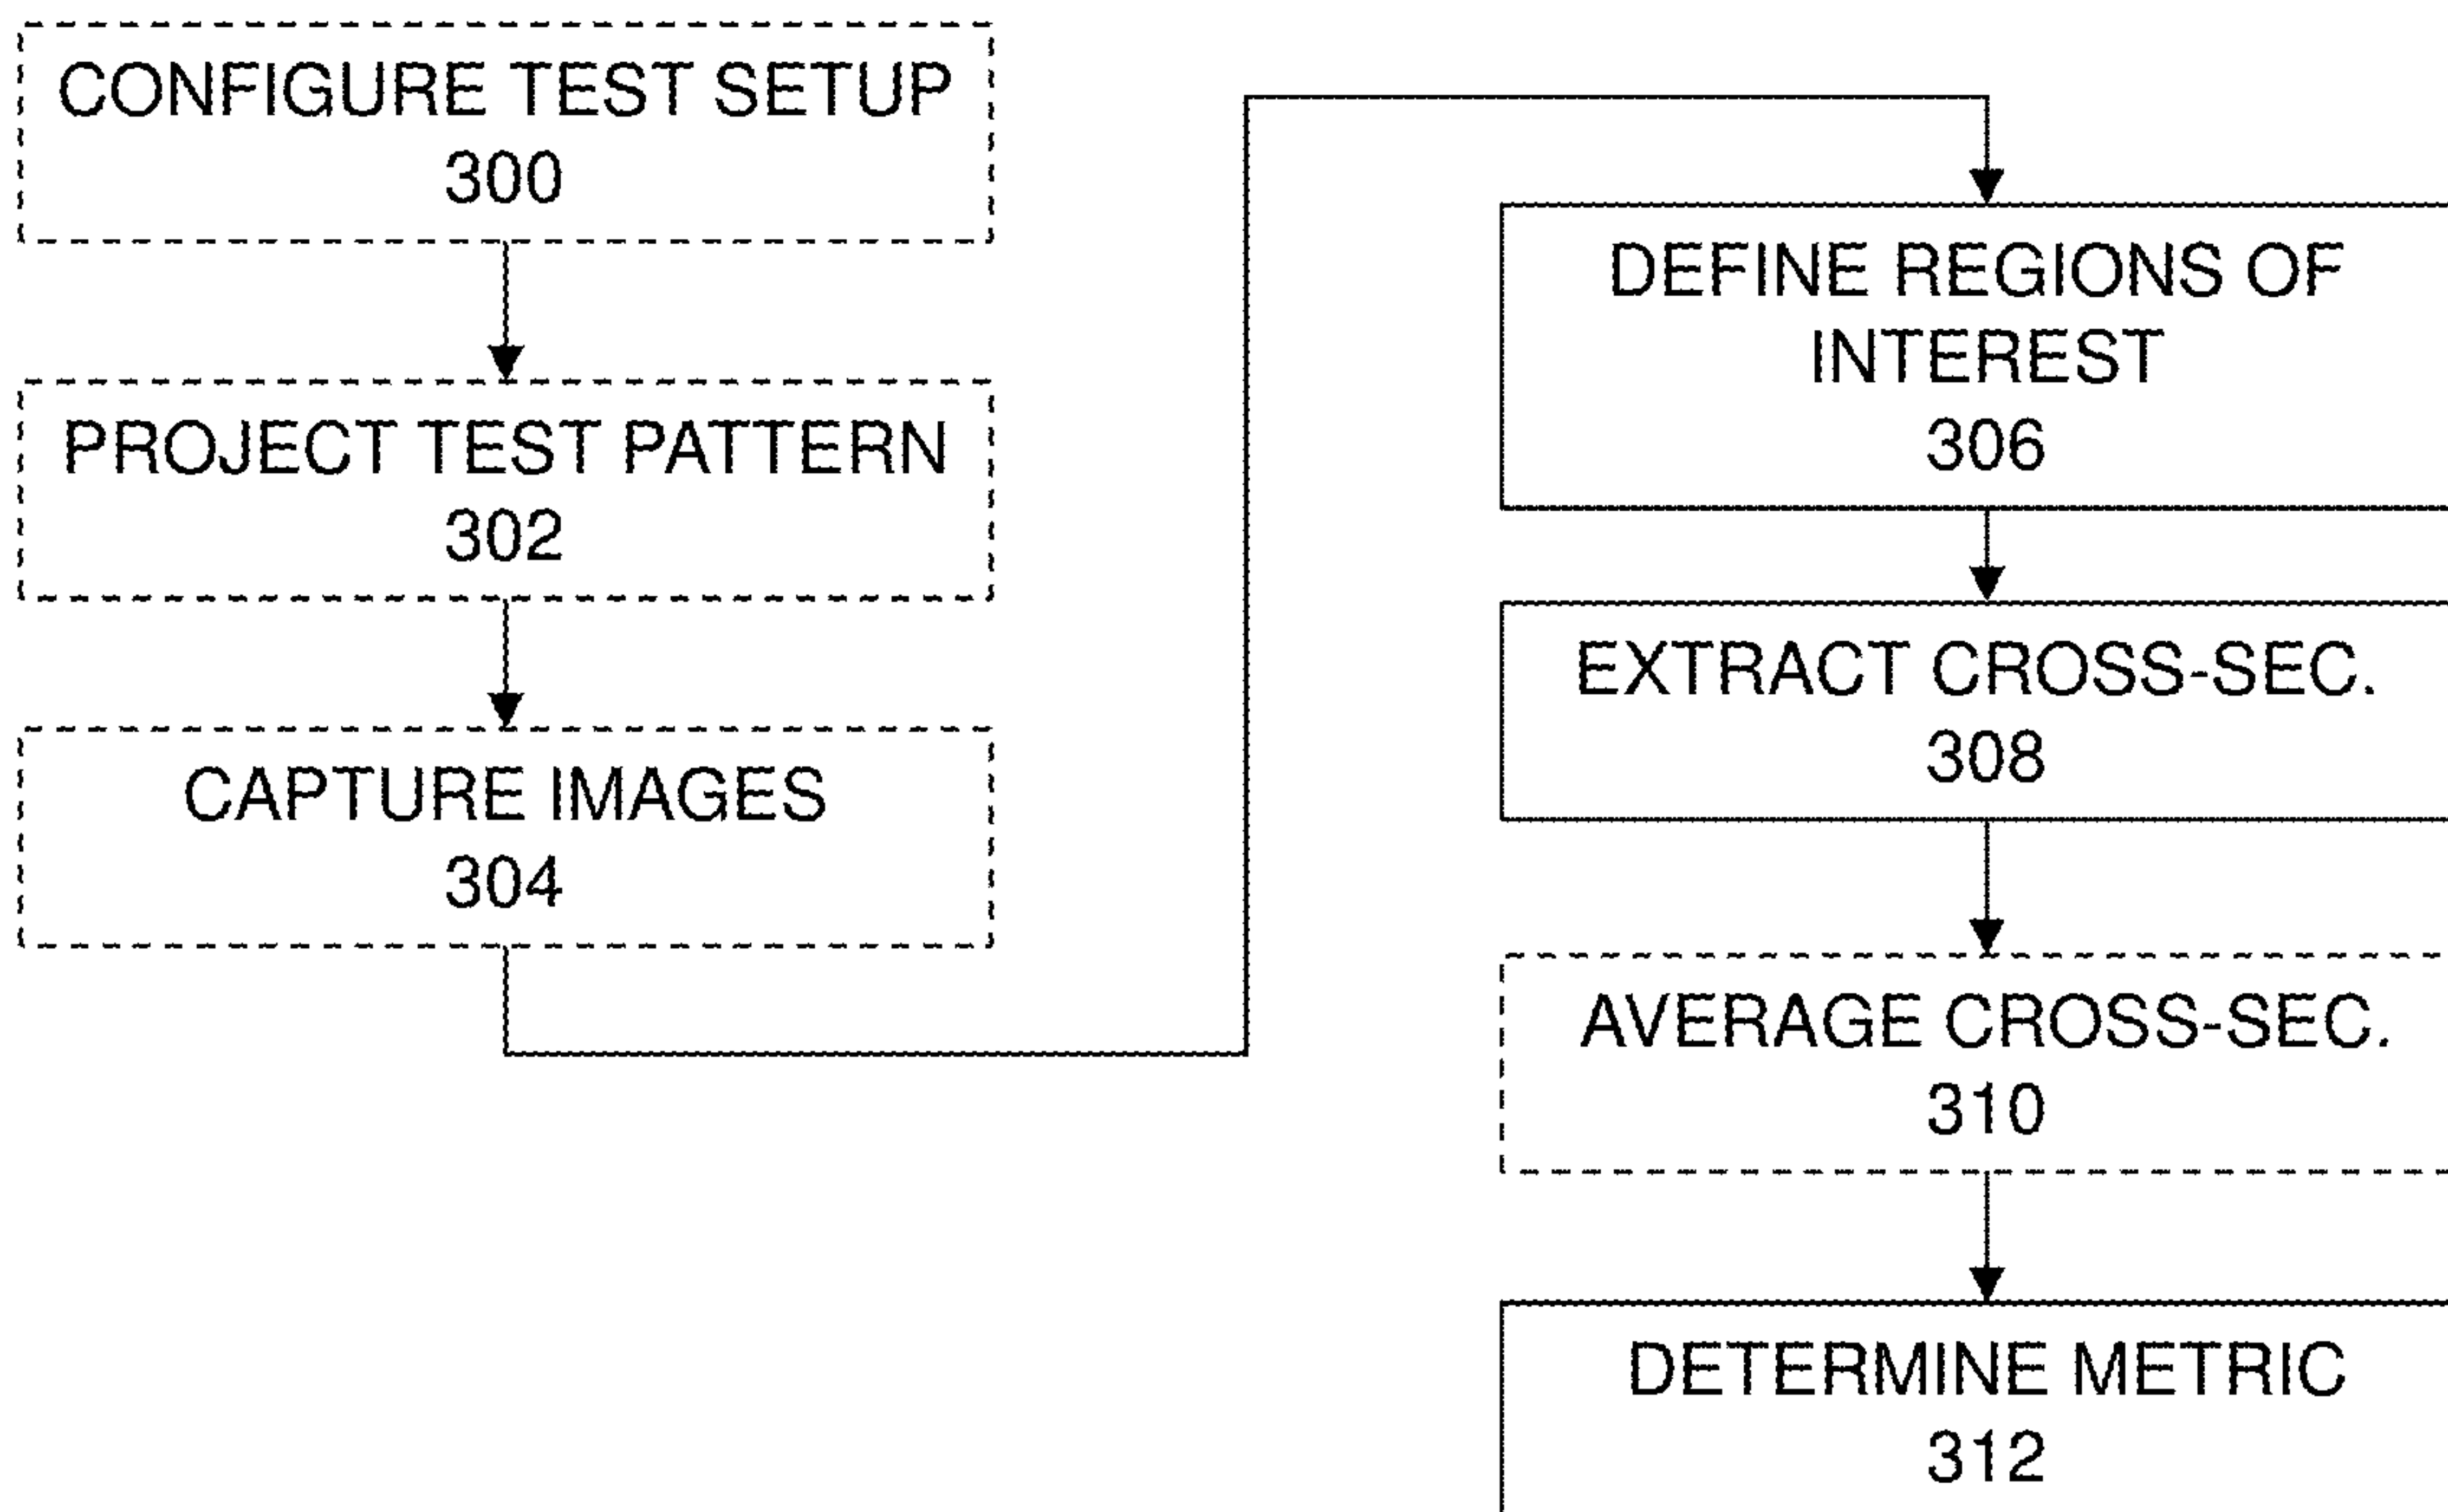 CONFIGURE TEST SETUP
300
PROJECT TEST PATTERN
302
CAPTURE IMAGES
304
DEFINE REGIONS OF
INTEREST
306
EXTRACT CROSS-SEC.
308
AVERAGE CROSS-SEC.
310
DETERMINE METRIC
312